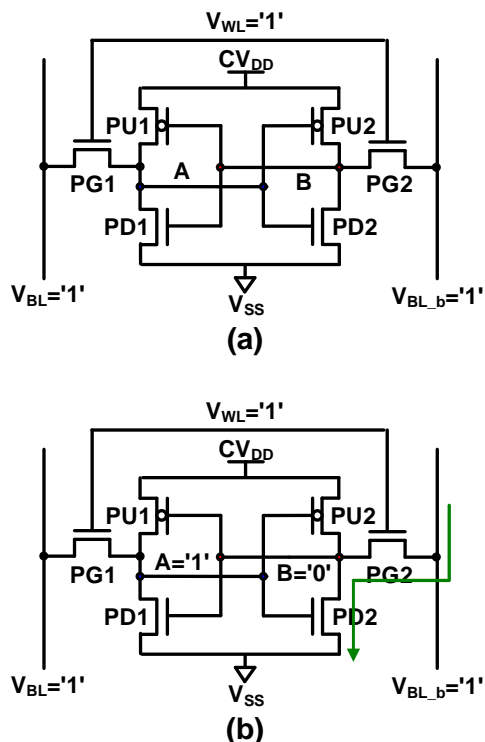 V_WL='1'
CV_DD
PU1 PU2
PG1 A B PG2
PD1 PD2
V_BL='1' V_SS V_BL_b='1'
(a)
V_WL='1'
CV_DD
PU1 PU2
PG1 A='1' B='0' PG2
PD1 PD2
V_BL='1' V_SS V_BL_b='1'
(b)